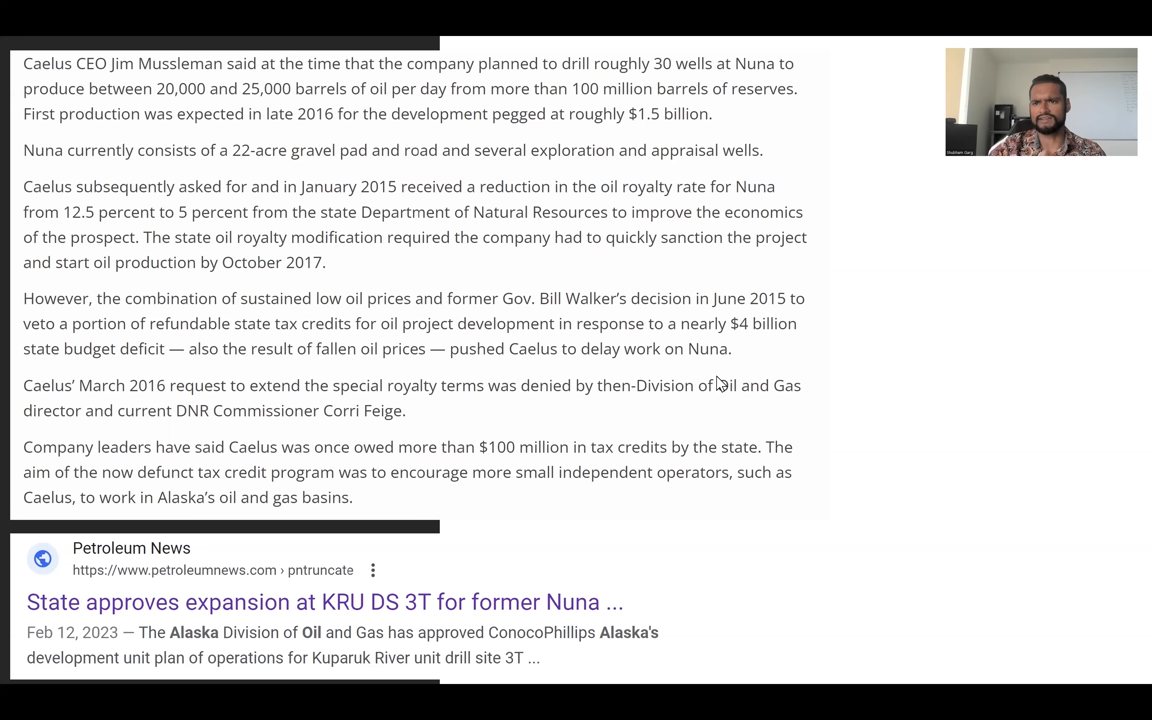 Caelus CEO Jim Mussleman said at the time that the company planned to drill roughly 30 wells at Nuna to
produce between 20,000 and 25,000 barrels of oil per day from more than 100 million barrels of reserves.
First production was expected in late 2016 for the development pegged at roughly $1.5 billion.
Nuna currently consists of a 22-acre gravel pad and road and several exploration and appraisal wells.
Caelus subsequently asked for and in January 2015 received a reduction in the oil royalty rate for Nuna
from 12.5 percent to 5 percent from the state Department of Natural Resources to improve the economics
of the prospect. The state oil royalty modification required the company had to quickly sanction the project
and start oil production by October 2017.
However, the combination of sustained low oil prices and former Gov. Bill Walker’s decision in June 2015 to
veto a portion of refundable state tax credits for oil project development in response to a nearly $4 billion
state budget deficit — also the result of fallen oil prices — pushed Caelus to delay work on Nuna.
Caelus’ March 2016 request to extend the special royalty terms was denied by then-Division of Oil and Gas
director and current DNR Commissioner Corri Feige.
Company leaders have said Caelus was once owed more than $100 million in tax credits by the state. The
aim of the now defunct tax credit program was to encourage more small independent operators, such as
Caelus, to work in Alaska’s oil and gas basins.
Petroleum News
https://www.petroleumnews.com › pntruncate
State approves expansion at KRU DS 3T for former Nuna ...
Feb 12, 2023 — The Alaska Division of Oil and Gas has approved ConocoPhillips Alaska's
development unit plan of operations for Kuparuk River unit drill site 3T ...
Shubham Garg